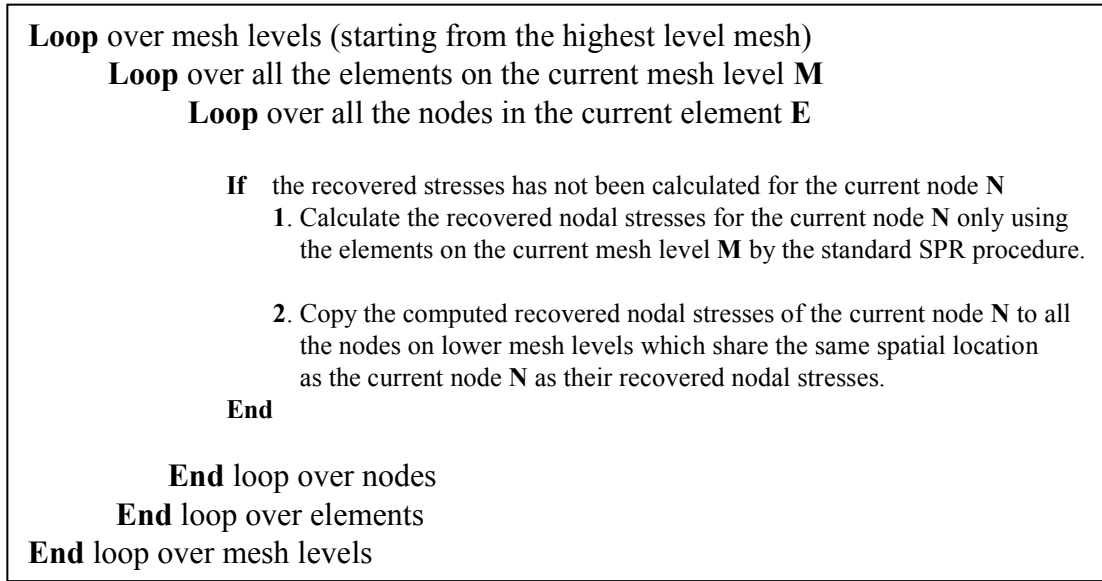 Loop over mesh levels (starting from the highest level mesh)
Loop over all the elements on the current mesh level M
Loop over all the nodes in the current element E
If the recovered stresses has not been calculated for the current node N
1. Calculate the recovered nodal stresses for the current node N only using
the elements on the current mesh level M by the standard SPR procedure.
2. Copy the computed recovered nodal stresses of the current node N to all
the nodes on lower mesh levels which share the same spatial location
as the current node N as their recovered nodal stresses.
End
End loop over nodes
End loop over elements
End loop over mesh levels